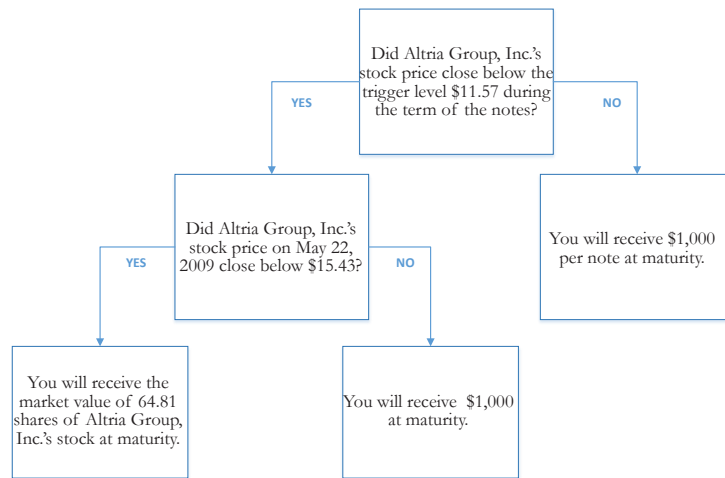 Did Altria Group, Inc.'s
stock price close below the
trigger level $11.57 during
the term of the notes?
YES
NO
Did Altria Group, Inc.'s
stock price on May 22,
2009 close below $15.43?
You will receive $1,000
per note at maturity.
YES
NO
You will receive the
market value of 64.81
shares of Altria Group,
Inc.'s stock at maturity.
You will receive $1,000
at maturity.